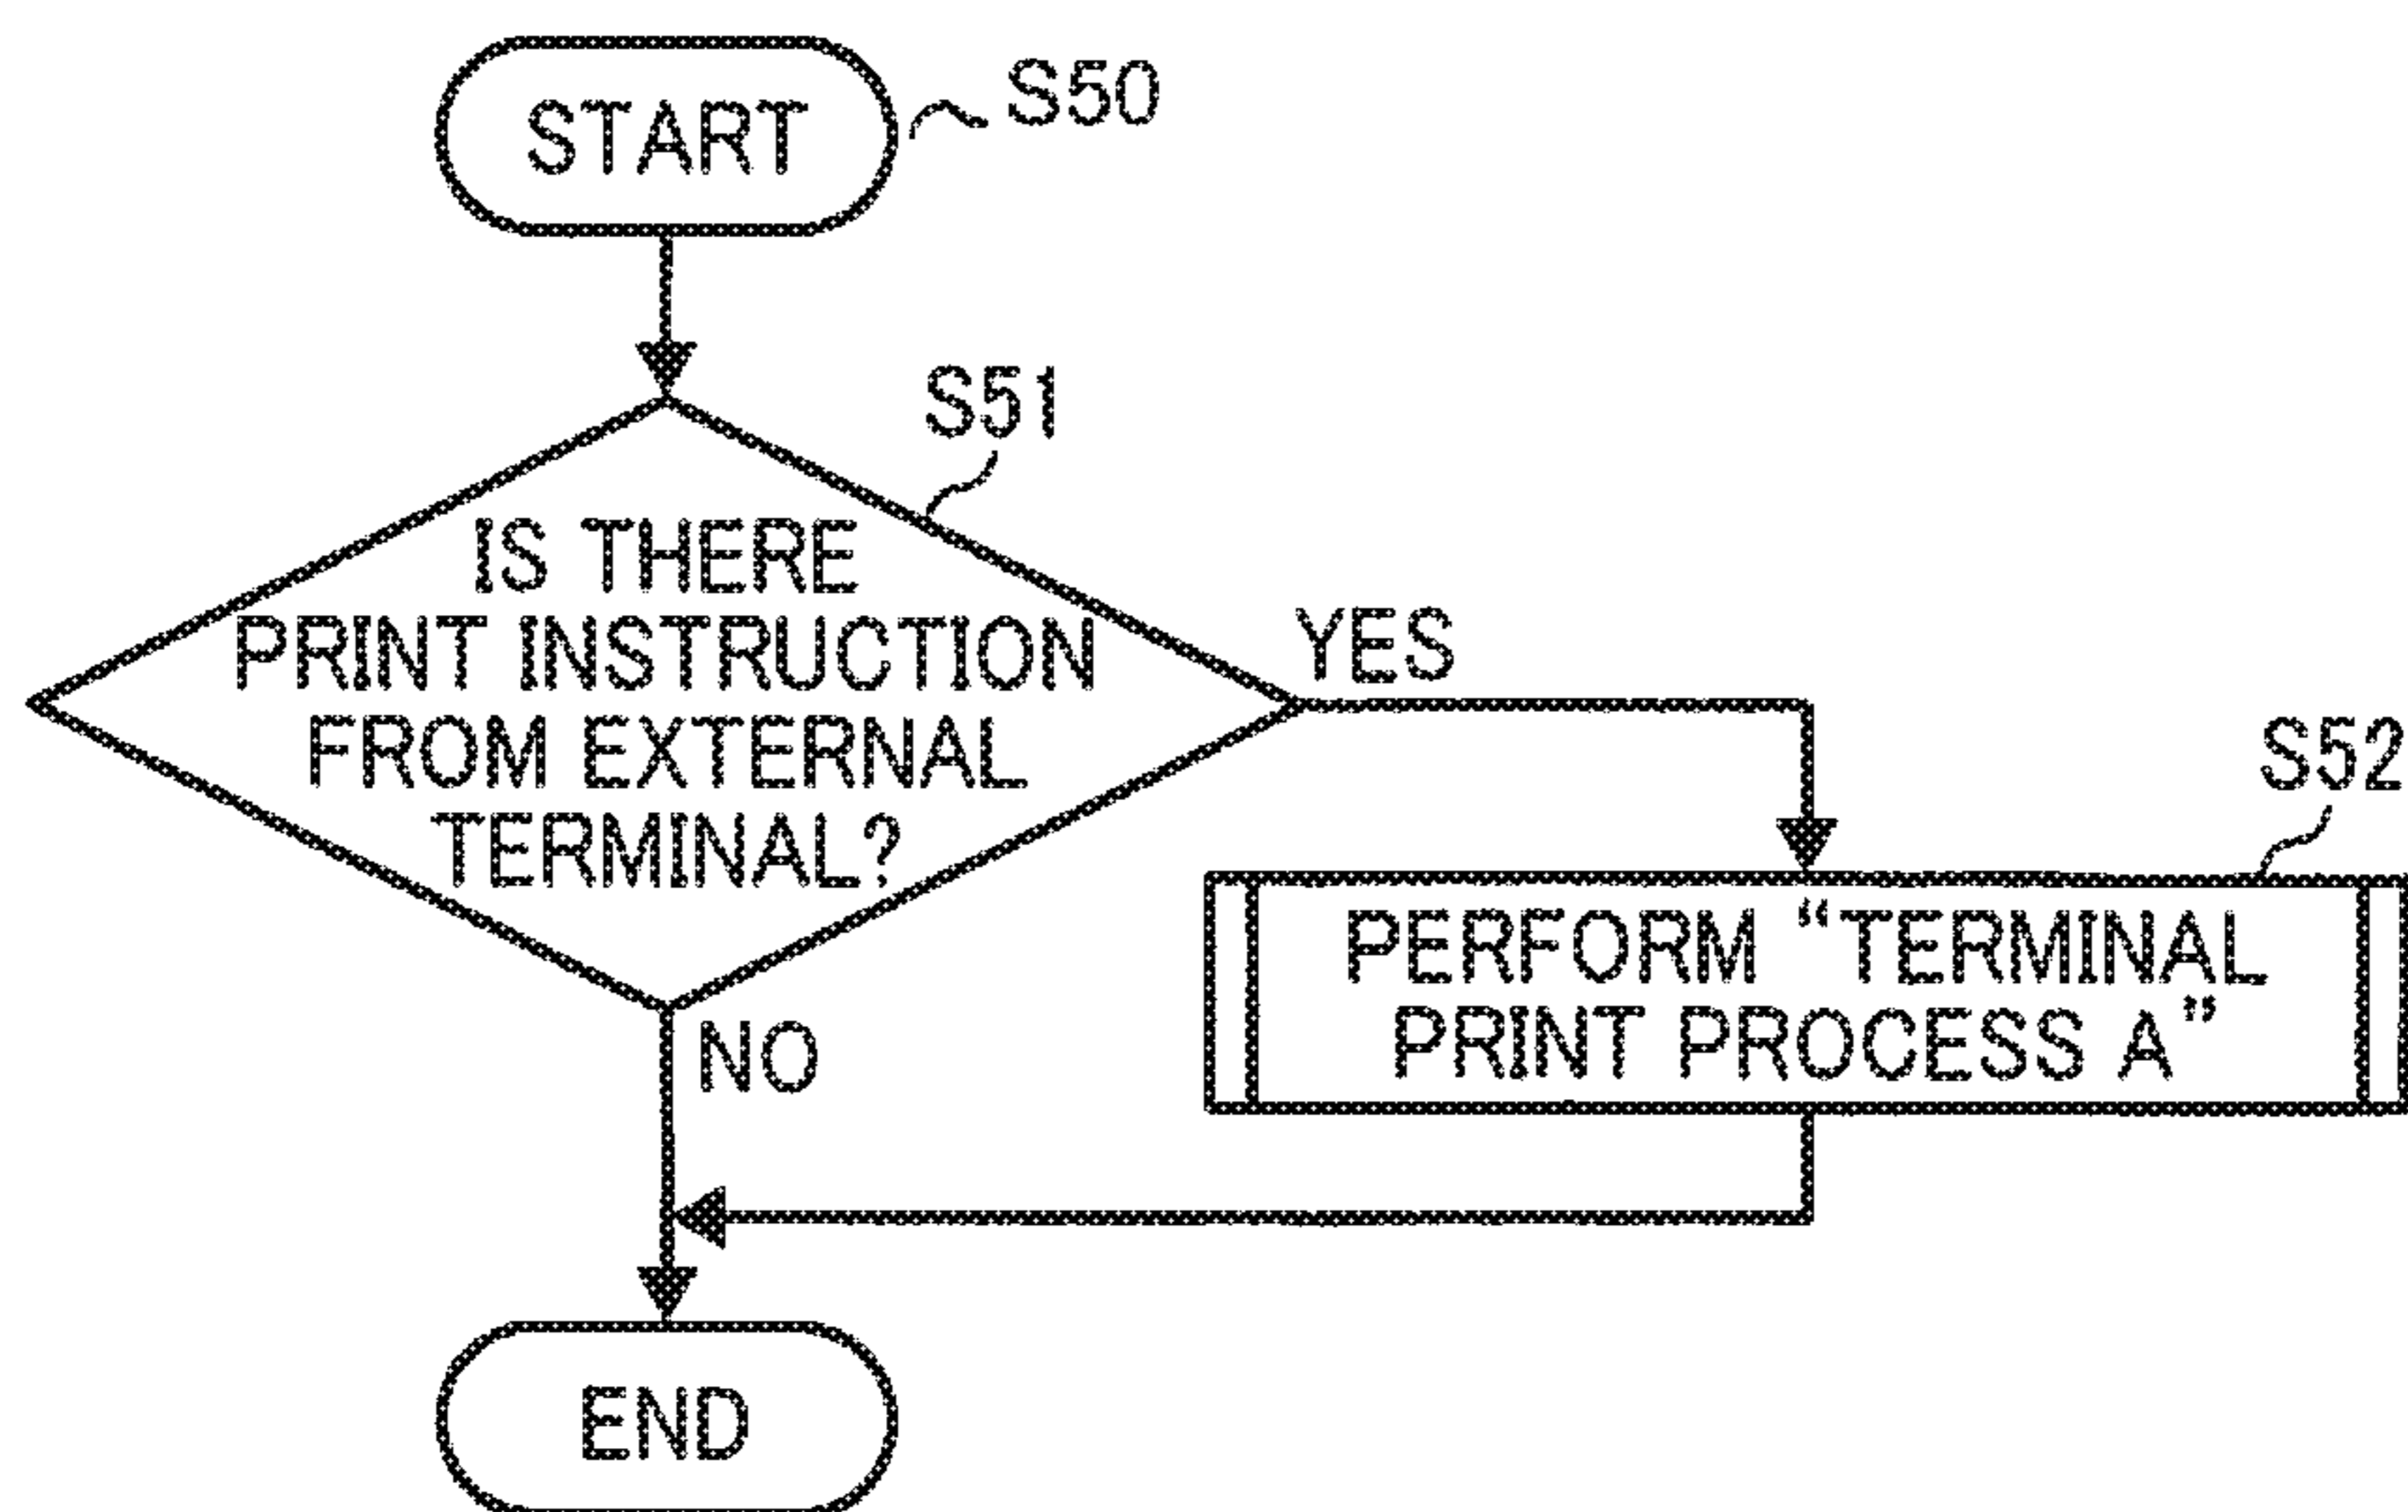 START
S50
S51
IS THERE
PRINT INSTRUCTION
FROM EXTERNAL
TERMINAL?
YES
NO
S52
PERFORM “TERMINAL
PRINT PROCESS A”
END